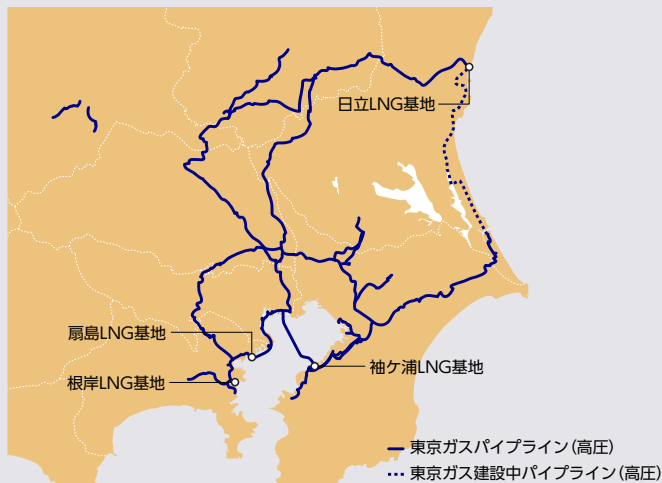 日立LNG基地
扇島LNG基地
根岸LNG基地
袖ケ浦LNG基地
東京ガスパイプライン(高圧)
東京ガス建設中パイプライン(高圧)